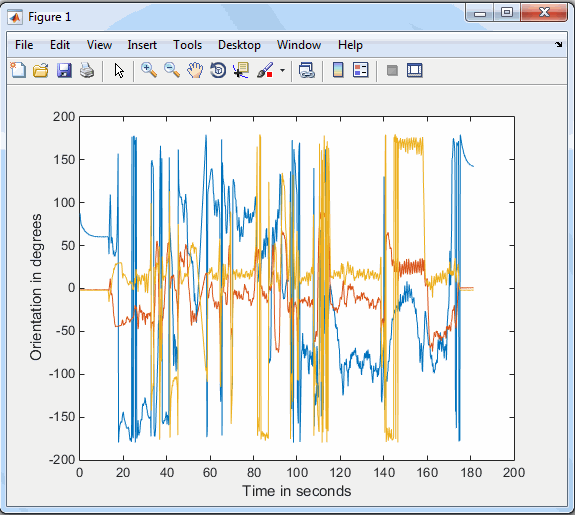 Figure 1
File Edit View Insert Tools Desktop Window Help
200
150
100
50
0
-50
-100
-150
-200
Orientation in degrees
0 20 40 60 80 100 120 140 160 180 200
Time in seconds